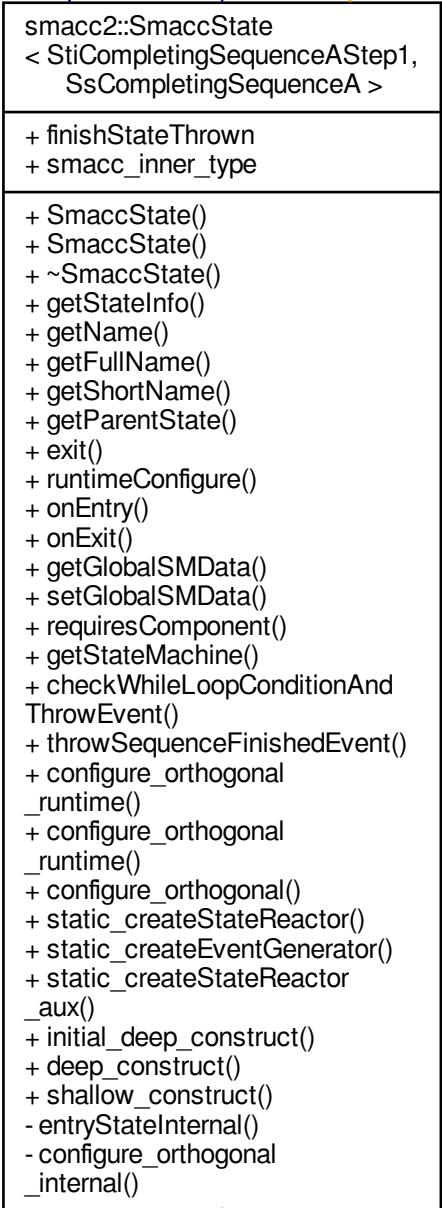 smacc2::SmaccState
< StiCompletingSequenceAStep1,
SsCompletingSequenceA >
+ finishStateThrown
+ smacc_inner_type
+ SmaccState()
+ SmaccState()
+ ~SmaccState()
+ getStateInfo()
+ getName()
+ getFullName()
+ getShortName()
+ getParentState()
+ exit()
+ runtimeConfigure()
+ onEntry()
+ onExit()
+ getGlobalSMData()
+ setGlobalSMData()
+ requiresComponent()
+ getStateMachine()
+ checkWhileLoopConditionAnd
ThrowEvent()
+ throwSequenceFinishedEvent()
+ configure_orthogonal
_runtime()
+ configure_orthogonal
_runtime()
+ configure_orthogonal()
+ static_createStateReactor()
+ static_createEventGenerator()
+ static_createStateReactor
_aux()
+ initial_deep_construct()
+ deep_construct()
+ shallow_construct()
- entryStateInternal()
- configure_orthogonal
_internal()